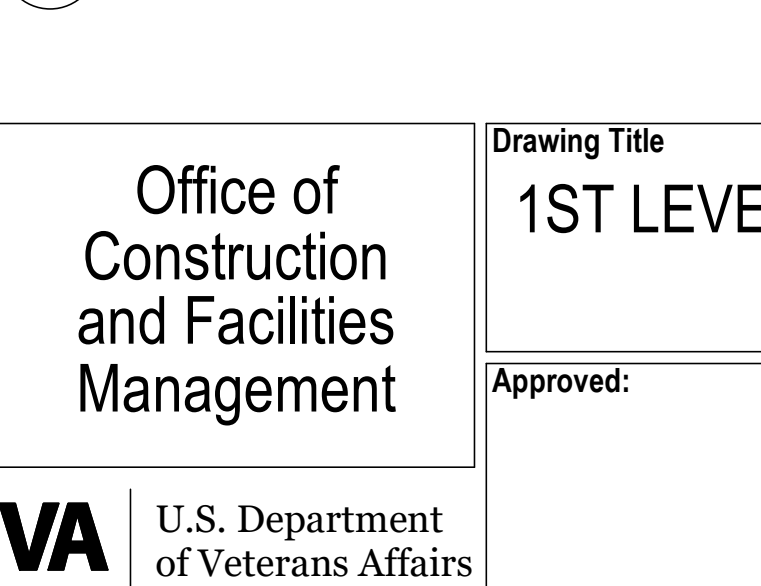 Office of
Construction
and Facilities
Management
Drawing Title
1ST LEVE
Approved:
VA
U.S. Department
of Veterans Affairs